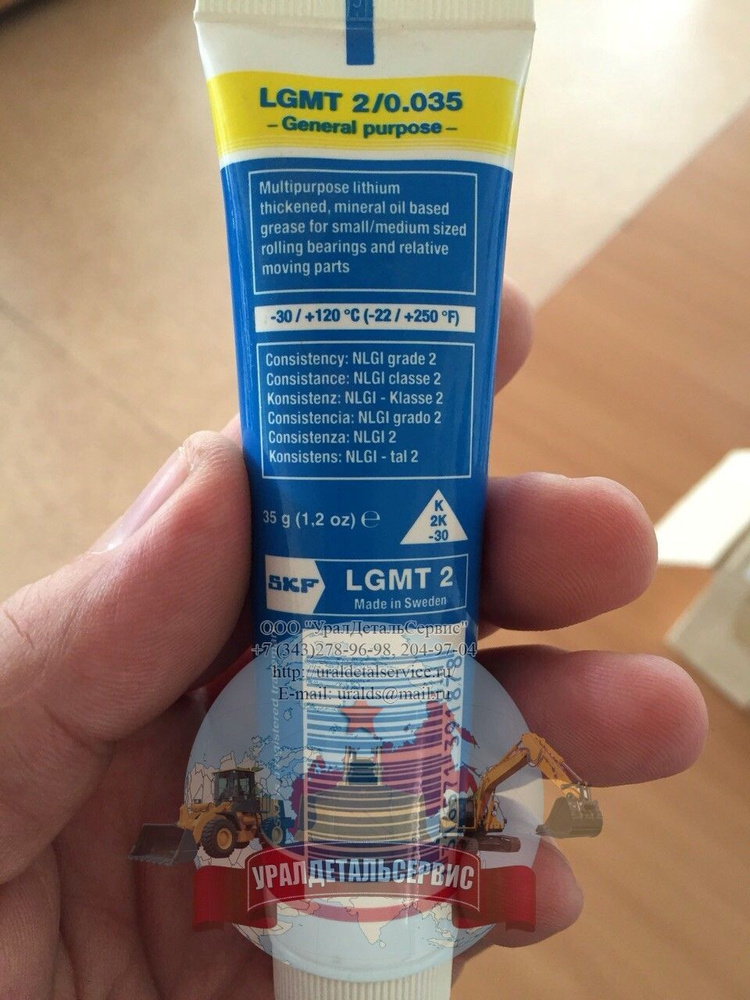 LGMT 2/0.035
– General purpose –
Multipurpose lithium
thickened, mineral oil based
grease for small/medium sized
rolling bearings and relative
moving parts
-30 / +120 °C (-22 / +250 °F)
Consistency: NLGI grade 2
Consistance: NLGI classe 2
Konsistenz: NLGI - Klasse 2
Consistencia: NLGI grado 2
Consistenza: NLGI 2
Konsistens: NLGI - tal 2
35 g (1,2 oz) ℮
K
2K
-30
SKF
LGMT 2
Made in Sweden
ООО "УралДетальСервис"
+7 (343)278-96-98, 204-97-04
http://uraldetalservice.ru
E-mail: uralds@mail.ru
УРАЛДЕТАЛЬСЕРВИС